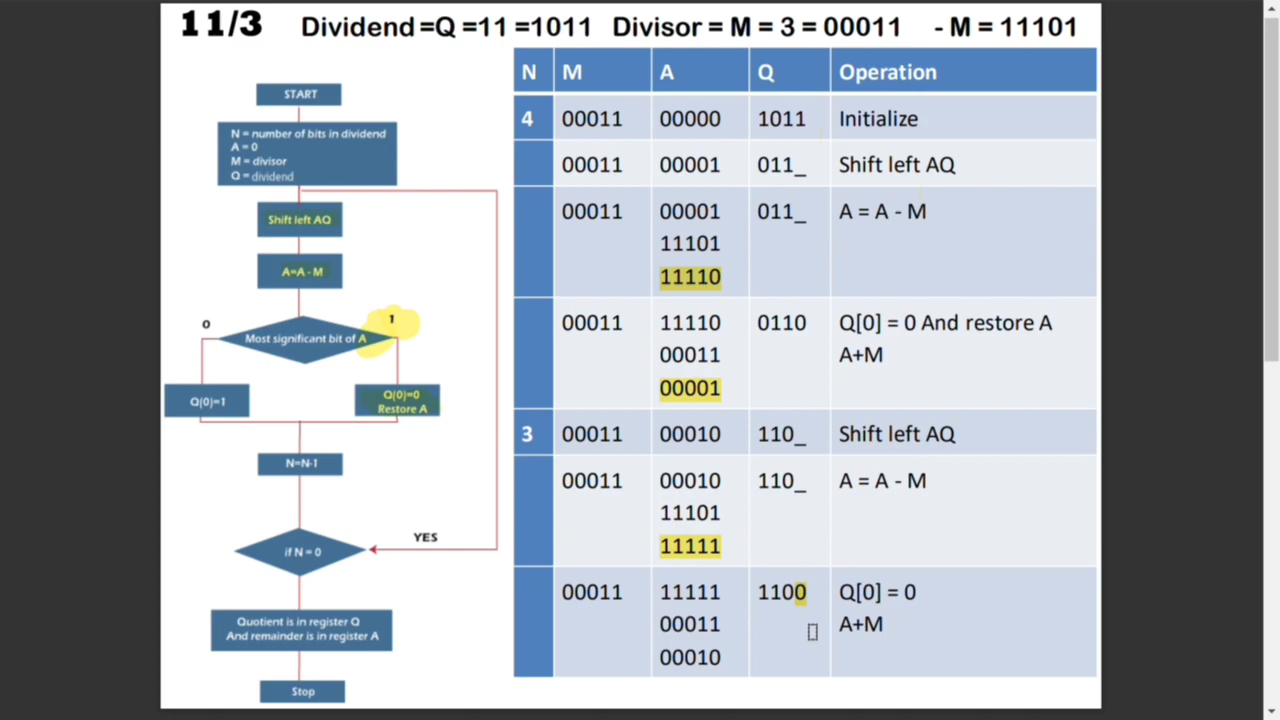 11/3 Dividend =Q =11 =1011 Divisor = M = 3 = 00011 - M = 11101
START
N = number of bits in dividend
A = 0
M = divisor
Q = dividend
Shift left AQ
A=A - M
0
1
Most significant bit of A
Q(0)=1
Q(0)=0
Restore A
N=N-1
YES
if N = 0
Quotient is in register Q
And remainder is in register A
Stop
N M A Q Operation
4 00011 00000 1011 Initialize
00011 00001 011_ Shift left AQ
00011 00001 011_ A = A - M
11101
11110
00011 11110 0110 Q[0] = 0 And restore A
00011 A+M
00001
3 00011 00010 110_ Shift left AQ
00011 00010 110_ A = A - M
11101
11111
00011 11111 1100 Q[0] = 0
00011 A+M
00010